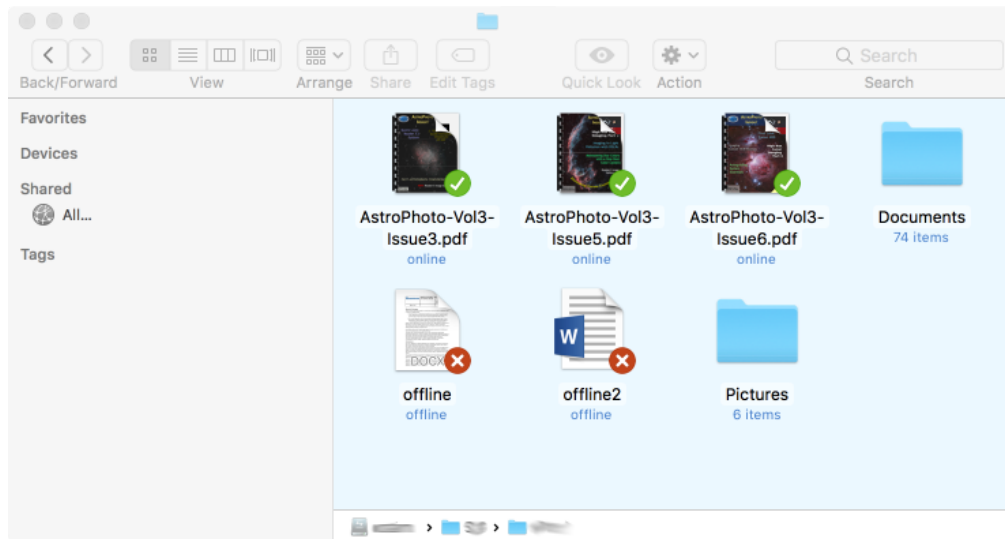 Back/Forward
View
Arrange
Share
Edit Tags
Quick Look
Action
Search
Search
Favorites
Devices
Shared
All...
Tags
AstroPhoto-Vol3-
Issue3.pdf
online
AstroPhoto-Vol3-
Issue5.pdf
online
AstroPhoto-Vol3-
Issue6.pdf
online
Documents
74 items
DOCX
offline
offline
W
offline2
offline
Pictures
6 items